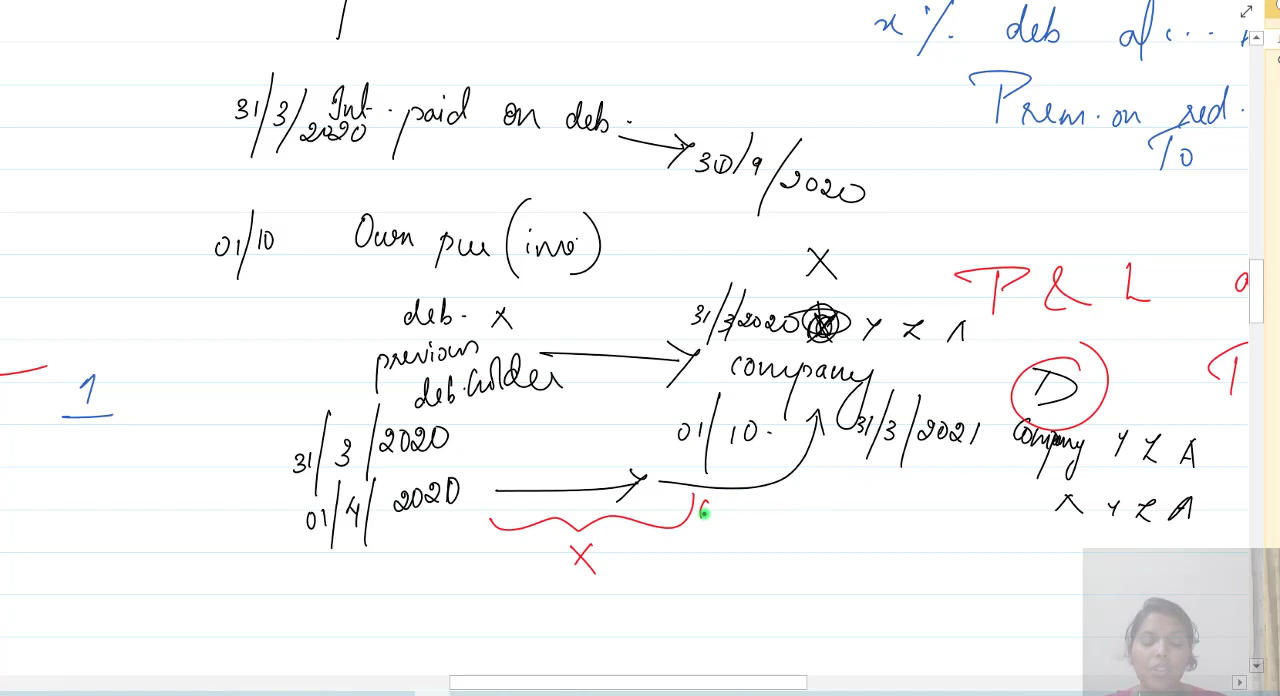 x % deb of c...
Prem. on red.
To
31/3/2020 Int. paid on deb. → 30/9/2020
01/10 Own pur (inv)
X
deb. X
31/3/2020 Y Z A
P & L
previous deb. holder → company
D
1
31/3/2020
01/10. 31/3/2021 Company Y Z A
01/4/2020
X Y Z A
X